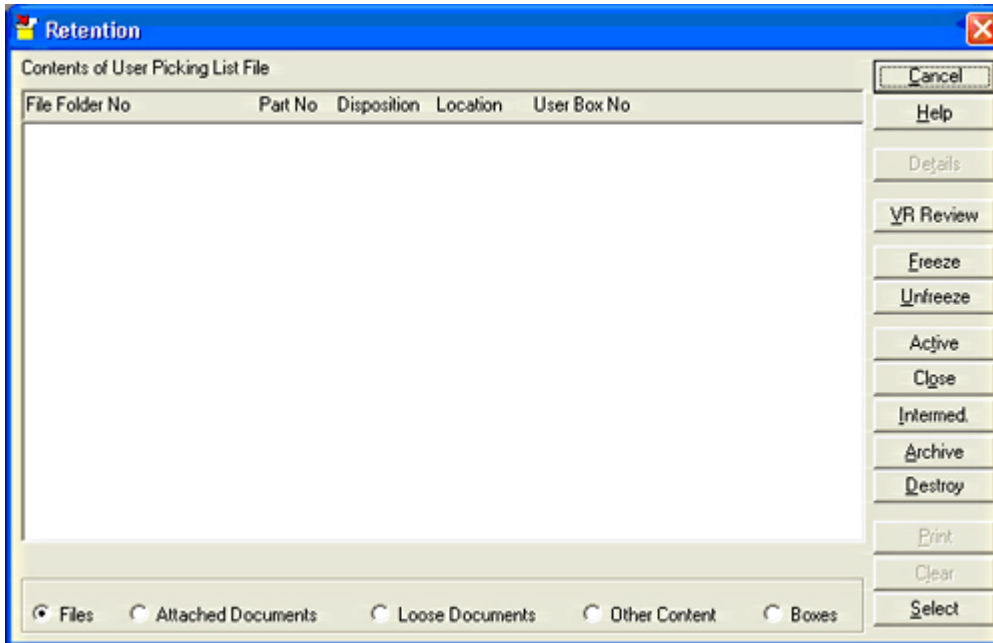 Retention
Contents of User Picking List File
File Folder No Part No Disposition Location User Box No
Cancel
Help
Details
VR Review
Freeze
Unfreeze
Active
Close
Intermed.
Archive
Destroy
Print
Clear
Select
Files Attached Documents Loose Documents Other Content Boxes